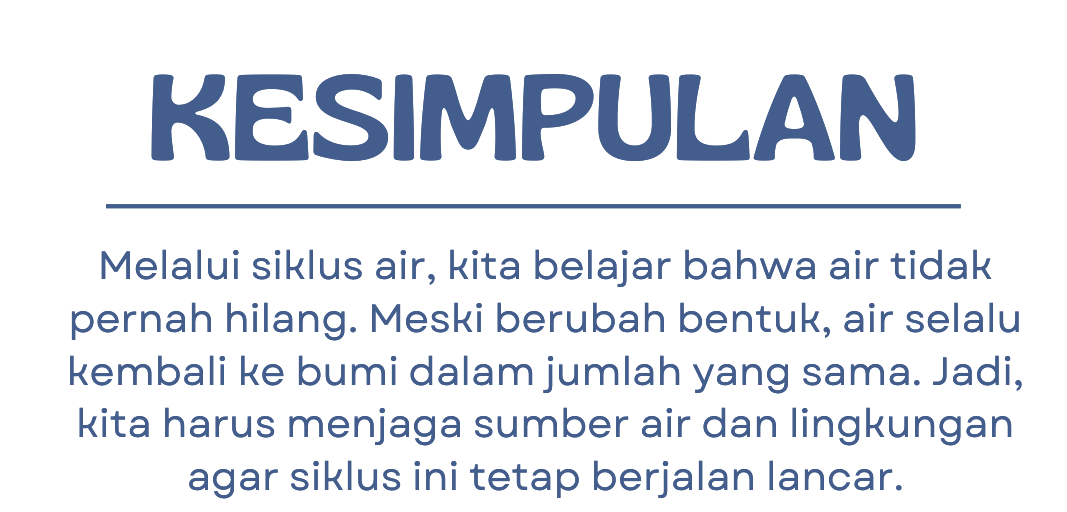 KESIMPULAN
Melalui siklus air, kita belajar bahwa air tidak
pernah hilang. Meski berubah bentuk, air selalu
kembali ke bumi dalam jumlah yang sama. Jadi,
kita harus menjaga sumber air dan lingkungan
agar siklus ini tetap berjalan lancar.